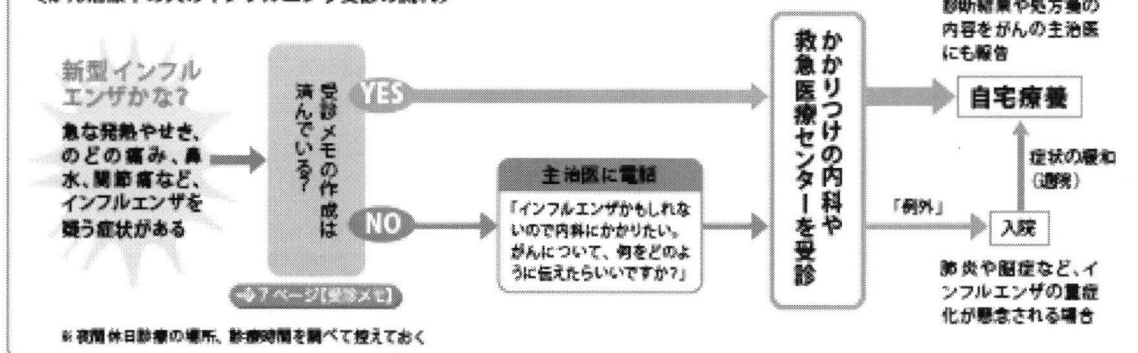 新型インフル
エンザかな?
急な発熱やせき、
のどの痛み、鼻
水、関節痛など、
インフルエンザを
疑う症状がある
受診メモの作成は
済んでいる?
YES
NO
⇨7ページ【受診メモ】
主治医に電話
「インフルエンザかもしれな
いので内科にかかりたい。
がんについて、何をどのよ
うに伝えたらいいですか?」
かかりつけの内科や
救急医療センターを受診
診断結果や処方薬の
内容をがんの主治医
にも報告
自宅療養
症状の緩和
「例外」
入院
肺炎や脳症など、イ
ンフルエンザの重症
化が懸念される場合
※夜間休日診療の場所、診療時間を調べて控えておく